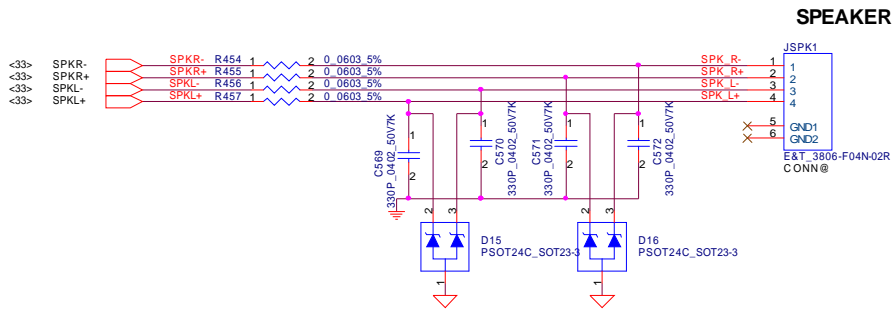 SPEAKER
JSPK1
<33> SPKR- SPKR- R454 1 2 0_0603_5% SPK_R- 1 1
<33> SPKR+ SPKR+ R455 1 2 0_0603_5% SPK_R+ 2 2
<33> SPKL- SPKL- R456 1 2 0_0603_5% SPK_L- 3 3
<33> SPKL+ SPKL+ R457 1 2 0_0603_5% SPK_L+ 4 4
5 GND1
6 GND2
E&T_3806-F04N-02R
CONN@
1
2
C569
330P_0402_50V7K
1
2
C570
330P_0402_50V7K
1
2
C571
330P_0402_50V7K
1
2
C572
330P_0402_50V7K
2 3
D15
PSOT24C_SOT23-3
1
2 3
D16
PSOT24C_SOT23-3
1